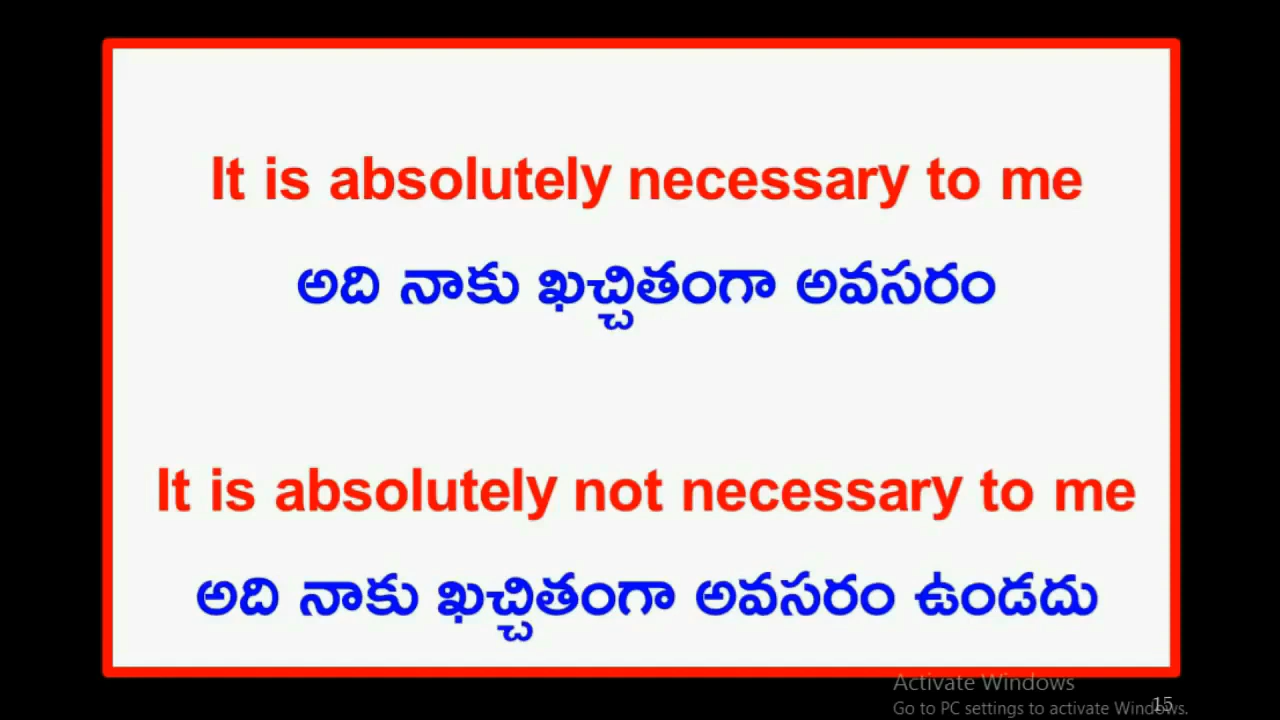 It is absolutely necessary to me
అది నాకు ఖచ్చితంగా అవసరం
It is absolutely not necessary to me
అది నాకు ఖచ్చితంగా అవసరం ఉండదు
Activate Windows
Go to PC settings to activate Windows.
15